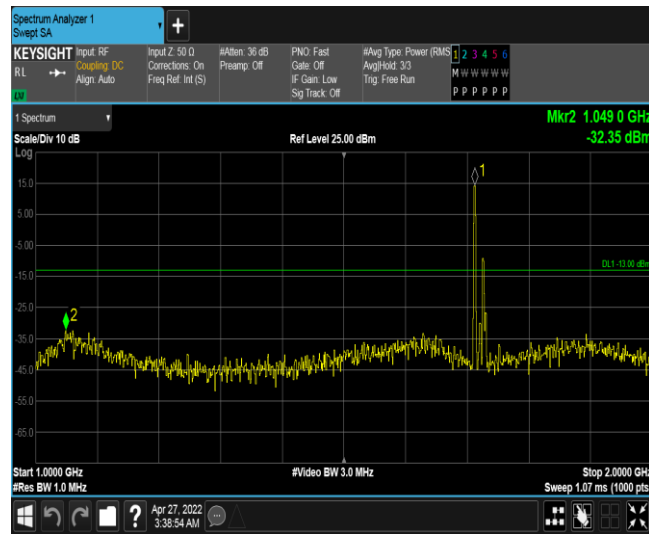 Spectrum Analyzer 1
Swept SA
+
KEYSIGHT Input: RF Input Z: 50 Ω #Atten: 36 dB PNO: Fast #Avg Type: Power (RMS 1 2 3 4 5 6
RL Coupling: DC Corrections: On Preamp: Off Gate: Off Avg|Hold: 3/3 M W W W W W
Align: Auto Freq Ref: Int (S) IF Gain: Low Trig: Free Run
Sig Track: Off P P P P P P
1 Spectrum Mkr2 1.049 0 GHz
Scale/Div 10 dB Ref Level 25.00 dBm -32.35 dBm
Log
1
15.0
5.00
-5.00
DL1 -13.00 dBm
-15.0
-25.0
2
-35.0
-45.0
-55.0
-65.0
Start 1.0000 GHz #Video BW 3.0 MHz Stop 2.0000 GHz
#Res BW 1.0 MHz Sweep 1.07 ms (1000 pts
? Apr 27, 2022
3:38:54 AM